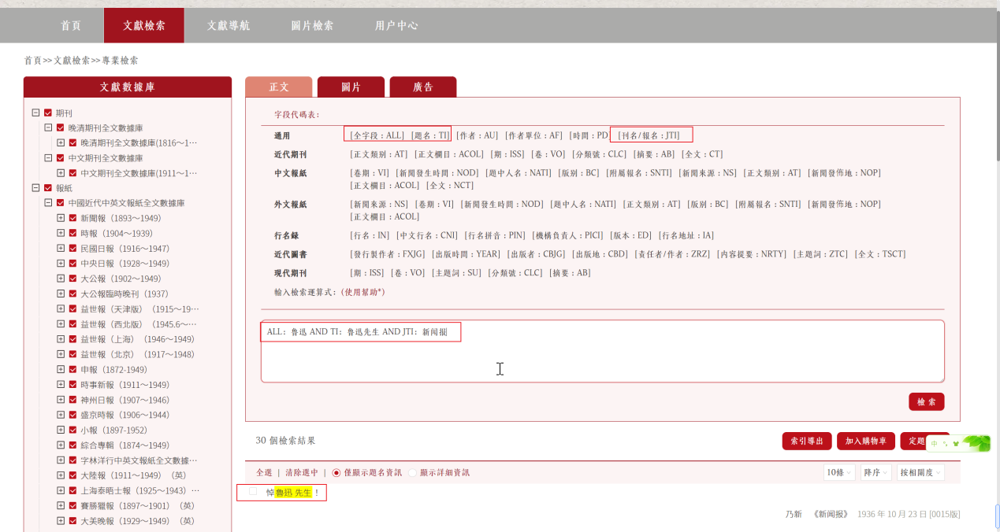 首頁 文獻檢索 文獻導航 圖片檢索 用户中心
首頁>>文獻檢索>>專業檢索
文獻數據庫
期刊
晚清期刊全文數據庫
晚清期刊全文數據庫(1816～1⋯
中文期刊全文數據庫
中文期刊全文數據庫(1911～1⋯
報紙
中國近代中英文報紙全文數據庫
新聞報（1893～1949）
時報（1904～1939）
民國日報（1916～1947）
中央日報（1928～1949）
大公報（1902～1949）
大公報臨時晚刊（1937）
益世報（天津版）（1915～19⋯
益世報（西北版）（1945.6～⋯
益世報（上海）（1946～1949）
益世報（北京）（1917～1948）
申報（1872-1949）
時事新報（1911～1949）
神州日報（1907～1946）
盛京時報（1906～1944）
小報（1897-1952）
綜合專輯（1874～1949）
字林洋行中英文報紙全文數據⋯
大陸報（1911～1949）（英）
上海泰晤士報（1925～1943）⋯
賽勝獵報（1897～1901）（英）
大美晚報（1929～1949）（英）
正文 圖片 廣告
字段代碼表：
通用 [全字段：ALL] [題名：TI] [作者：AU] [作者單位：AF] [時間：PD] [刊名/報名：JTI]
近代期刊 [正文類别：AT] [正文欄目：ACOL] [期：ISS] [卷：VO] [分類號：CLC] [摘要：AB] [全文：CT]
中文報紙 [卷期：VI] [新聞發生時間：NOD] [題中人名：NATI] [版别：BC] [附屬報名：SNTI] [新聞來源：NS] [正文類别：AT] [新聞發佈地：NOP]
[正文欄目：ACOL] [全文：NCT]
外文報紙 [新聞來源：NS] [卷期：VI] [新聞發生時間：NOD] [題中人名：NATI] [正文類别：AT] [版别：BC] [附屬報名：SNTI] [新聞發佈地：NOP]
[正文欄目：ACOL]
行名録 [行名：IN] [中文行名：CNI] [行名拼音：PIN] [機構負責人：PICI] [版本：ED] [行名地址：IA]
近代圖書 [發行製作者：FXJG] [出版時間：YEAR] [出版者：CBJG] [出版地：CBD] [责任者/作者：ZRZ] [内容提要：NRTY] [主題詞：ZTC] [全文：TSCT]
現代期刊 [期：ISS] [卷：VO] [主題詞：SU] [分類號：CLC] [摘要：AB]
輸入檢索運算式：(使用幫助*)
ALL：鲁迅 AND TI：鲁迅先生 AND JTI：新闻报
檢索
30 個檢索結果
索引導出 加入購物車 定題
中
全選 | 清除選中 | 僅顯示題名資訊 顯示詳細資訊 10條 降序 按相關度
悼魯迅 先生！
乃新 《新闻报》 1936 年 10 月 23 日 [0015版]